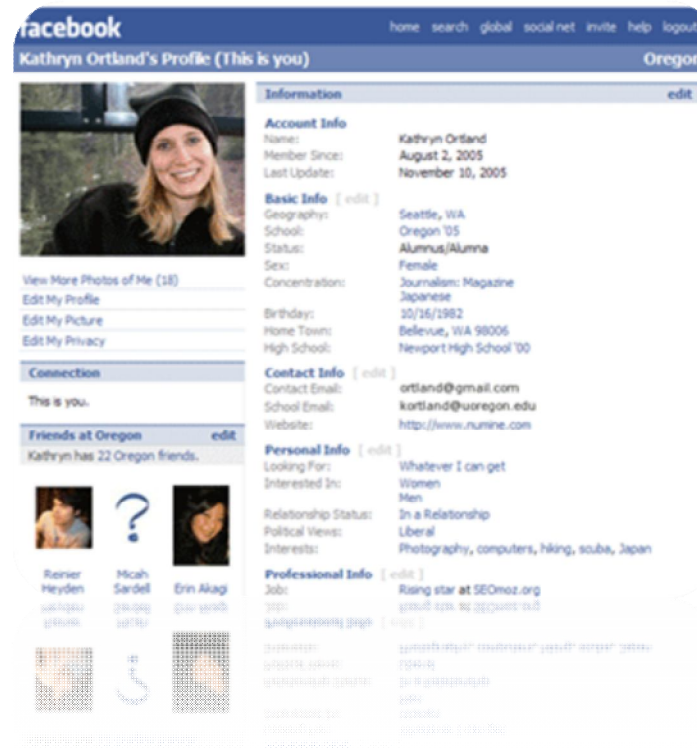 facebook
home search global social net invite help logout
Kathryn Ortland's Profile (This is you)
Oregon
View More Photos of Me (18)
Edit My Profile
Edit My Picture
Edit My Privacy
Connection
This is you.
Friends at Oregon edit
Kathryn has 22 Oregon friends.
Reinier Heyden
Micah Sardell
Erin Akagi
Information edit
Account Info
Name: Kathryn Ortland
Member Since: August 2, 2005
Last Update: November 10, 2005
Basic Info [ edit ]
Geography: Seattle, WA
School: Oregon '05
Status: Alumnus/Alumna
Sex: Female
Concentration: Journalism: Magazine
Japanese
Birthday: 10/16/1982
Home Town: Bellevue, WA 98006
High School: Newport High School '00
Contact Info [ edit ]
Contact Email: ortland@gmail.com
School Email: kortland@uoregon.edu
Website: http://www.numine.com
Personal Info [ edit ]
Looking For: Whatever I can get
Interested In: Women
Men
Relationship Status: In a Relationship
Political Views: Liberal
Interests: Photography, computers, hiking, scuba, Japan
Professional Info [ edit ]
Job: Rising star at SEOmoz.org